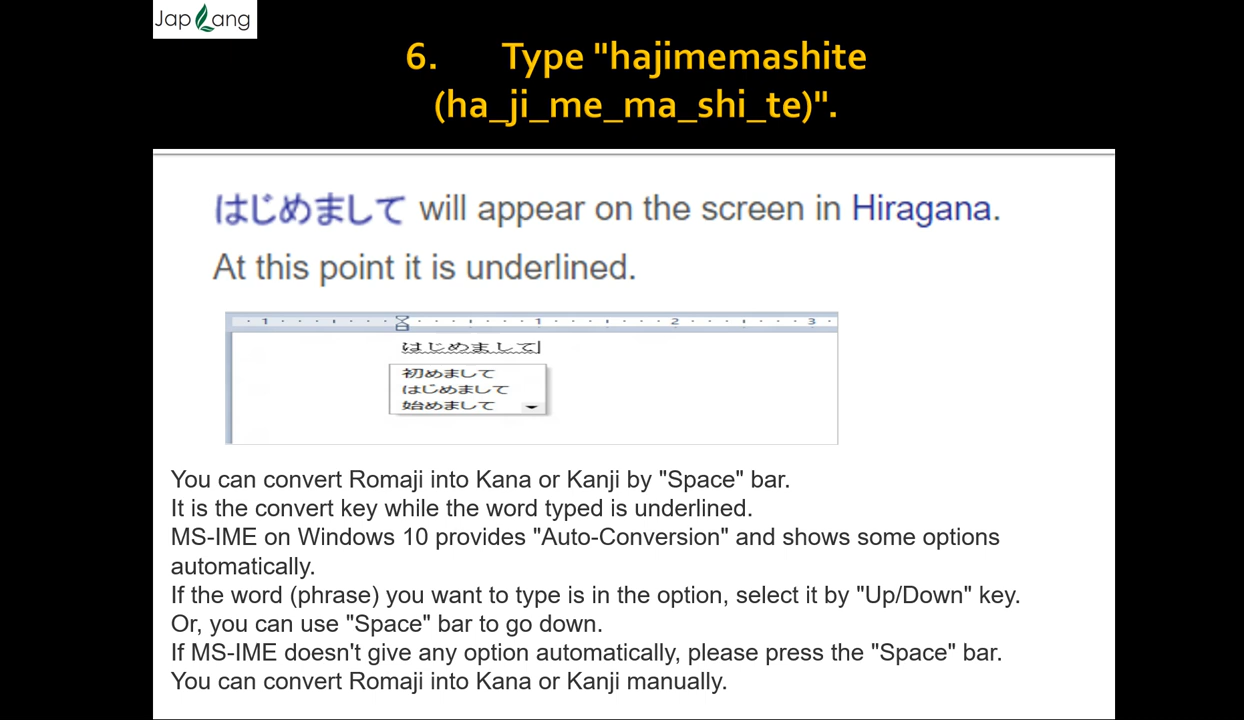 Jap Lang
6. Type "hajimemashite
(ha_ji_me_ma_shi_te)".
はじめまして will appear on the screen in Hiragana.
At this point it is underlined.
1 1 2 3
はじめまして
初めまして
はじめまして
始めまして
You can convert Romaji into Kana or Kanji by "Space" bar.
It is the convert key while the word typed is underlined.
MS-IME on Windows 10 provides "Auto-Conversion" and shows some options
automatically.
If the word (phrase) you want to type is in the option, select it by "Up/Down" key.
Or, you can use "Space" bar to go down.
If MS-IME doesn't give any option automatically, please press the "Space" bar.
You can convert Romaji into Kana or Kanji manually.